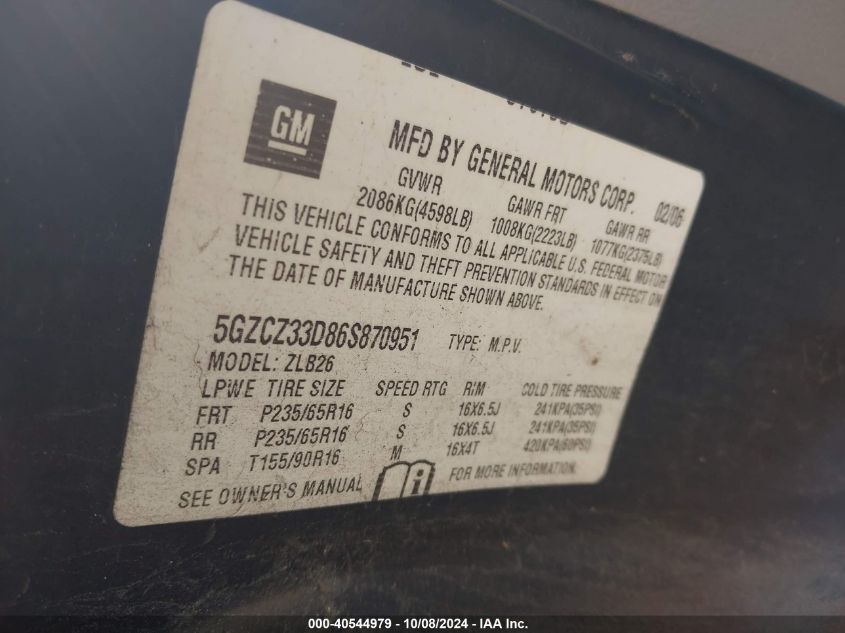 GM
MFD BY GENERAL MOTORS CORP. 02/06
GVWR GAWR FRT GAWR RR
2086KG(4598LB) 1008KG(2223LB) 1077KG(2375LB)
THIS VEHICLE CONFORMS TO ALL APPLICABLE U.S. FEDERAL MOTOR
VEHICLE SAFETY AND THEFT PREVENTION STANDARDS IN EFFECT ON
THE DATE OF MANUFACTURE SHOWN ABOVE.
5GZCZ33D86S870951 TYPE: M.P.V.
MODEL: ZLB26
LPWE TIRE SIZE SPEED RTG RIM COLD TIRE PRESSURE
FRT P235/65R16 S 16X6.5J 241KPA(35PSI)
RR P235/65R16 S 16X6.5J 241KPA(35PSI)
SPA T155/90R16 M 16X4T 420KPA(60PSI)
SEE OWNER'S MANUAL i FOR MORE INFORMATION.
000-40544979 - 10/08/2024 - IAA Inc.